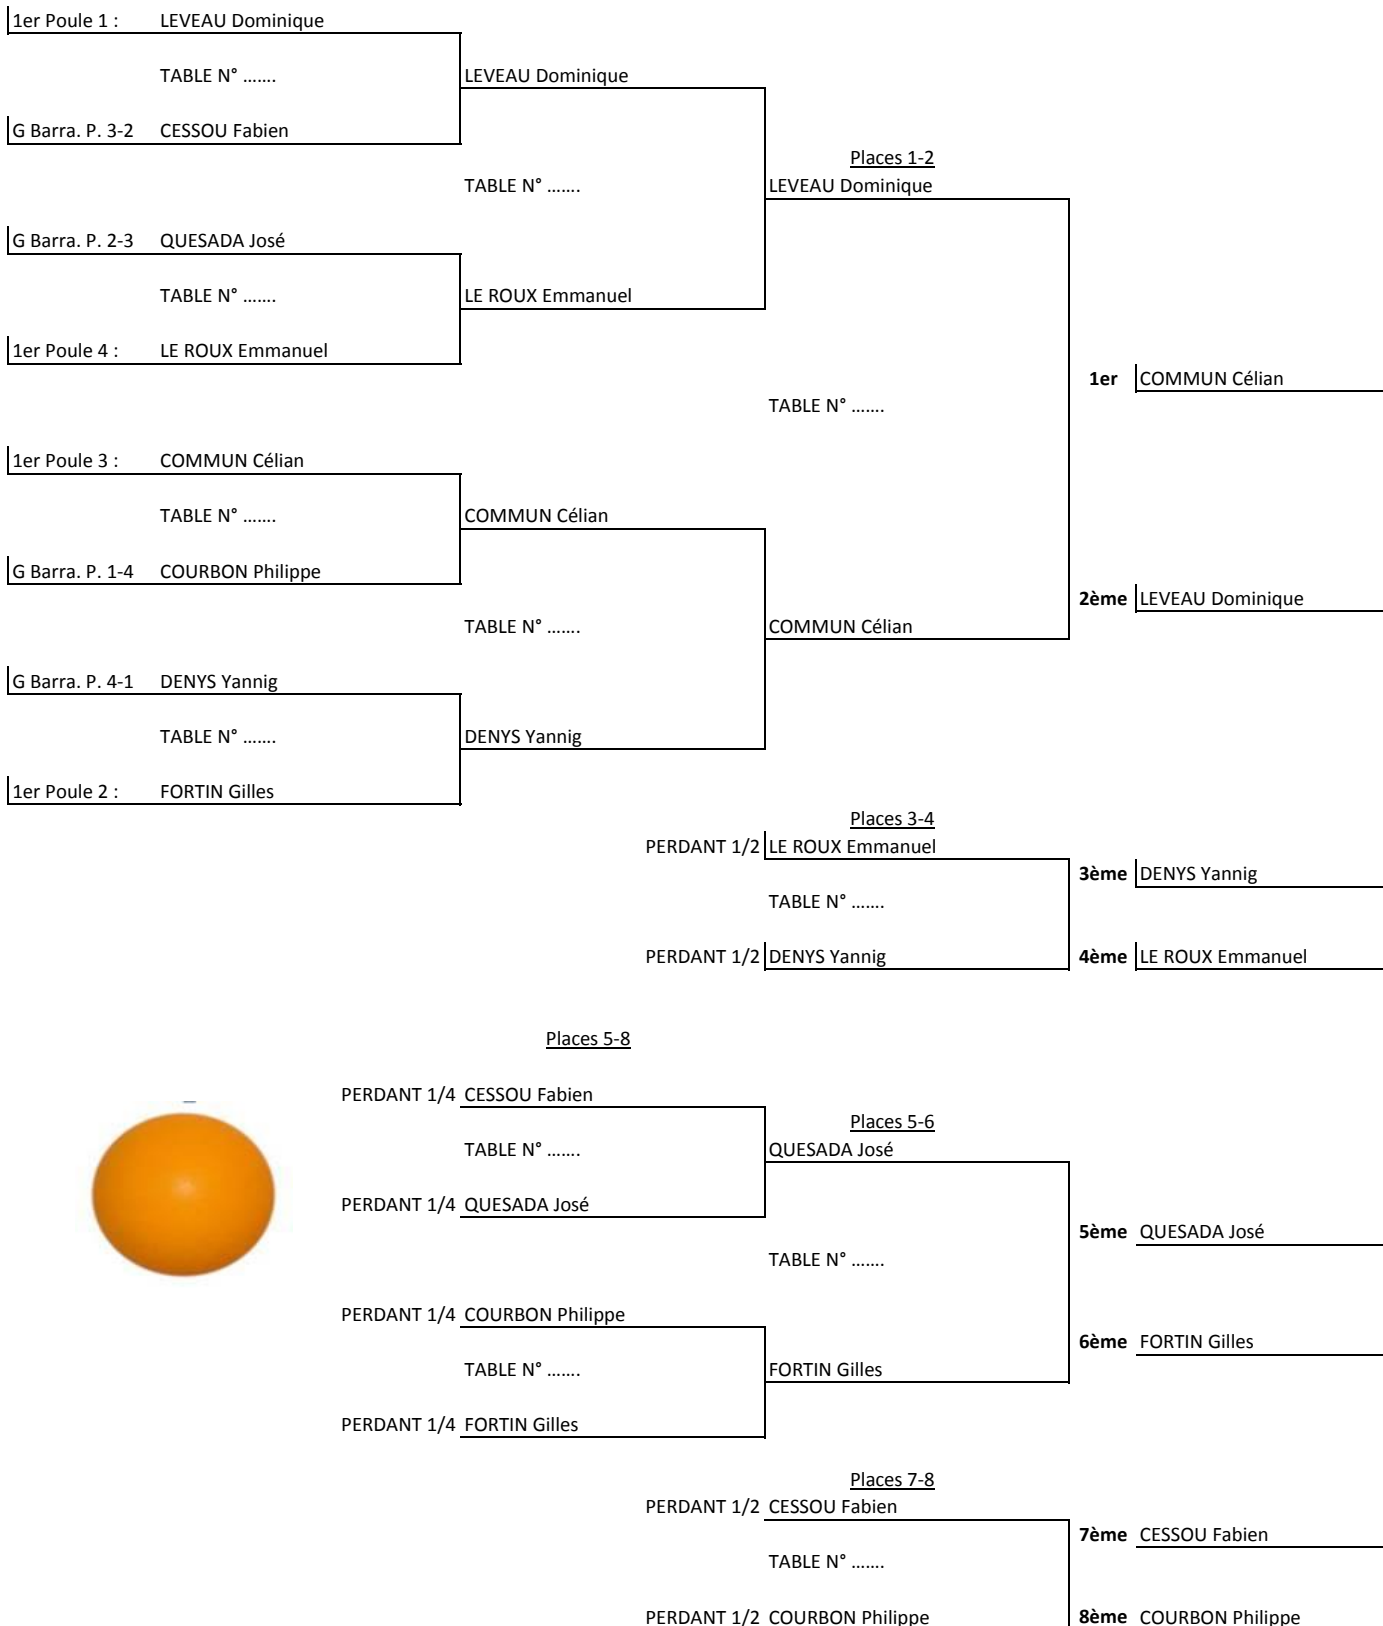 1er Poule 1 : LEVEAU Dominique
TABLE N° ....... LEVEAU Dominique
G Barra. P. 3-2 CESSOU Fabien
Places 1-2
TABLE N° ....... LEVEAU Dominique
G Barra. P. 2-3 QUESADA José
TABLE N° ....... LE ROUX Emmanuel
1er Poule 4 : LE ROUX Emmanuel
1er COMMUN Célian
TABLE N° .......
1er Poule 3 : COMMUN Célian
TABLE N° ....... COMMUN Célian
G Barra. P. 1-4 COURBON Philippe
2ème LEVEAU Dominique
TABLE N° ....... COMMUN Célian
G Barra. P. 4-1 DENYS Yannig
TABLE N° ....... DENYS Yannig
1er Poule 2 : FORTIN Gilles
Places 3-4
PERDANT 1/2 LE ROUX Emmanuel
3ème DENYS Yannig
TABLE N° .......
PERDANT 1/2 DENYS Yannig 4ème LE ROUX Emmanuel
Places 5-8
PERDANT 1/4 CESSOU Fabien
Places 5-6
TABLE N° ....... QUESADA José
PERDANT 1/4 QUESADA José
5ème QUESADA José
TABLE N° .......
PERDANT 1/4 COURBON Philippe
6ème FORTIN Gilles
TABLE N° ....... FORTIN Gilles
PERDANT 1/4 FORTIN Gilles
Places 7-8
PERDANT 1/2 CESSOU Fabien
7ème CESSOU Fabien
TABLE N° .......
PERDANT 1/2 COURBON Philippe 8ème COURBON Philippe